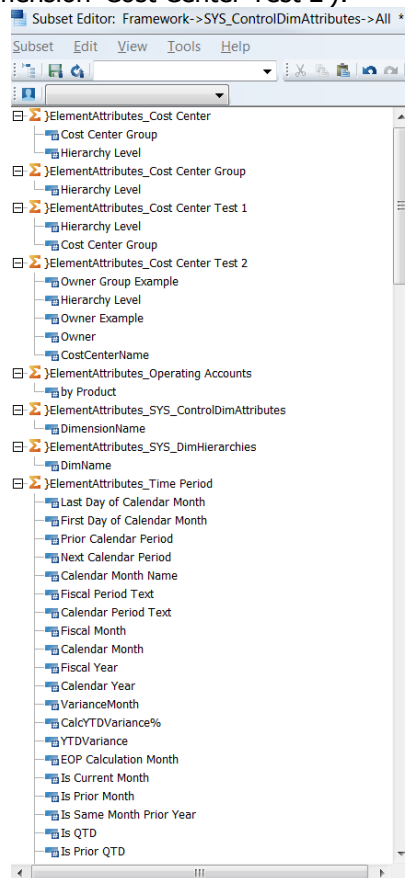 Subset Editor: Framework->SYS_ControlDimAttributes->All *
Subset Edit View Tools Help
}ElementAttributes_Cost Center
Cost Center Group
Hierarchy Level
}ElementAttributes_Cost Center Group
Hierarchy Level
}ElementAttributes_Cost Center Test 1
Hierarchy Level
Cost Center Group
}ElementAttributes_Cost Center Test 2
Owner Group Example
Hierarchy Level
Owner Example
Owner
CostCenterName
}ElementAttributes_Operating Accounts
by Product
}ElementAttributes_SYS_ControlDimAttributes
DimensionName
}ElementAttributes_SYS_DimHierarchies
DimName
}ElementAttributes_Time Period
Last Day of Calendar Month
First Day of Calendar Month
Prior Calendar Period
Next Calendar Period
Calendar Month Name
Fiscal Period Text
Calendar Period Text
Fiscal Month
Calendar Month
Fiscal Year
Calendar Year
VarianceMonth
CalcYTDVariance%
YTDVariance
EOP Calculation Month
Is Current Month
Is Prior Month
Is Same Month Prior Year
Is QTD
Is Prior QTD